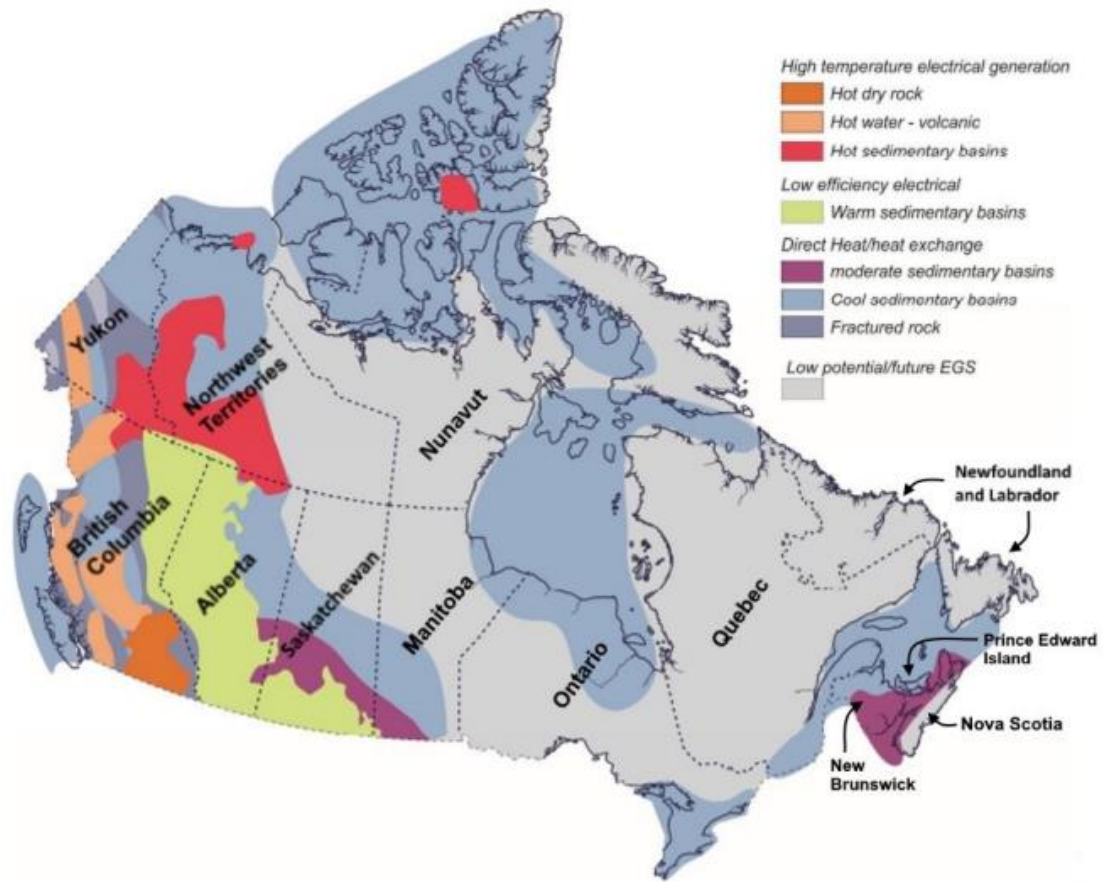 High temperature electrical generation
Hot dry rock
Hot water - volcanic
Hot sedimentary basins
Low efficiency electrical
Warm sedimentary basins
Direct Heat/heat exchange
moderate sedimentary basins
Cool sedimentary basins
Fractured rock
Low potential/future EGS
Yukon
Northwest
Territories
Nunavut
British
Columbia
Alberta
Saskatchewan
Manitoba
Ontario
Quebec
Newfoundland
and Labrador
Prince Edward
Island
Nova Scotia
New
Brunswick